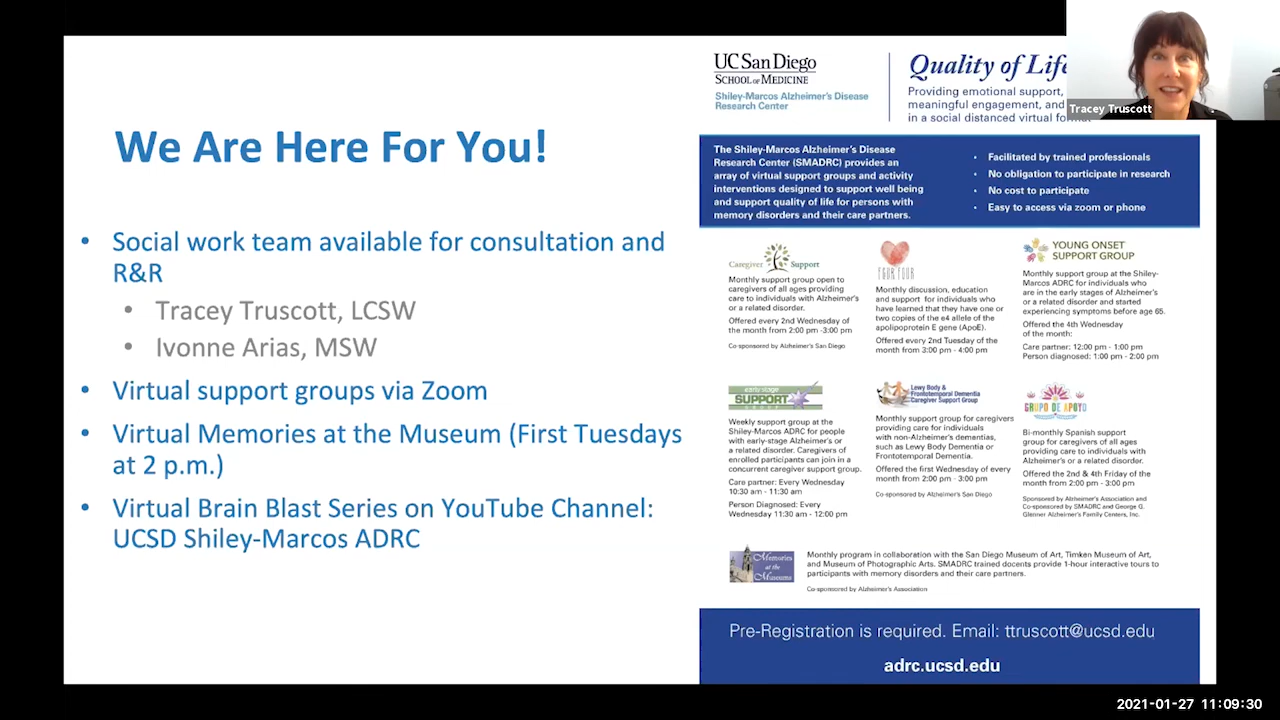 We Are Here For You!
• Social work team available for consultation and
R&R
• Tracey Truscott, LCSW
• Ivonne Arias, MSW
• Virtual support groups via Zoom
• Virtual Memories at the Museum (First Tuesdays
at 2 p.m.)
• Virtual Brain Blast Series on YouTube Channel:
UCSD Shiley-Marcos ADRC
UC San Diego
SCHOOL OF MEDICINE
Shiley-Marcos Alzheimer's Disease
Research Center
Quality of Life
Providing emotional support,
meaningful engagement, and
in a social distanced virtual
Tracey Truscott
The Shiley-Marcos Alzheimer's Disease
Research Center (SMADRC) provides an
array of virtual support groups and activity
interventions designed to support well being
and support quality of life for persons with
memory disorders and their care partners.
• Facilitated by trained professionals
• No obligation to participate in research
• No cost to participate
• Easy to access via zoom or phone
Caregiver Support
Monthly support group open to
caregivers of all ages providing
care to individuals with Alzheimer's
or a related disorder.
Offered every 2nd Wednesday of
the month from 2:00 pm -3:00 pm
Co-sponsored by Alzheimer's San Diego
Monthly discussion, education
and support for individuals who
have learned that they have one or
two copies of the e4 allele of the
apolipoprotein E gene (ApoE).
Offered every 2nd Tuesday of the
month from 3:00 pm - 4:00 pm
YOUNG ONSET
SUPPORT GROUP
Monthly support group at the Shiley-
Marcos ADRC for individuals who
are in the early stages of Alzheimer's
or a related disorder and started
experiencing symptoms before age 65.
Offered the 4th Wednesday
of the month:
Care partner: 12:00 pm - 1:00 pm
Person diagnosed: 1:00 pm - 2:00 pm
early stage
SUPPORT
GROUP
Weekly support group at the
Shiley-Marcos ADRC for people
with early-stage Alzheimer's or
a related disorder. Caregivers of
enrolled participants can join in a
concurrent caregiver support group.
Care partner: Every Wednesday
10:30 am - 11:30 am
Person Diagnosed: Every
Wednesday 11:30 am - 12:00 pm
Lewy Body &
Frontotemporal Dementia
Caregiver Support Group
Monthly support group for caregivers
providing care for individuals
with non-Alzheimer's dementias,
such as Lewy Body Dementia or
Frontotemporal Dementia.
Offered the first Wednesday of every
month from 2:00 pm - 3:00 pm
Co-sponsored by Alzheimer's San Diego
GRUPO DE APOYO
Bi-monthly Spanish support
group for caregivers of all ages
providing care to individuals with
Alzheimer's or a related disorder.
Offered the 2nd & 4th Friday of the
month from 2:00 pm - 3:00 pm
Sponsored by Alzheimer's Association and
Co-sponsored by SMADRC and George G.
Glenner Alzheimer's Family Centers, Inc.
Memories
at the
Museums
Monthly program in collaboration with the San Diego Museum of Art, Timken Museum of Art,
and Museum of Photographic Arts. SMADRC trained docents provide 1-hour interactive tours to
participants with memory disorders and their care partners.
Co-sponsored by Alzheimer's Association
Pre-Registration is required. Email: ttruscott@ucsd.edu
adrc.ucsd.edu
2021-01-27 11:09:30